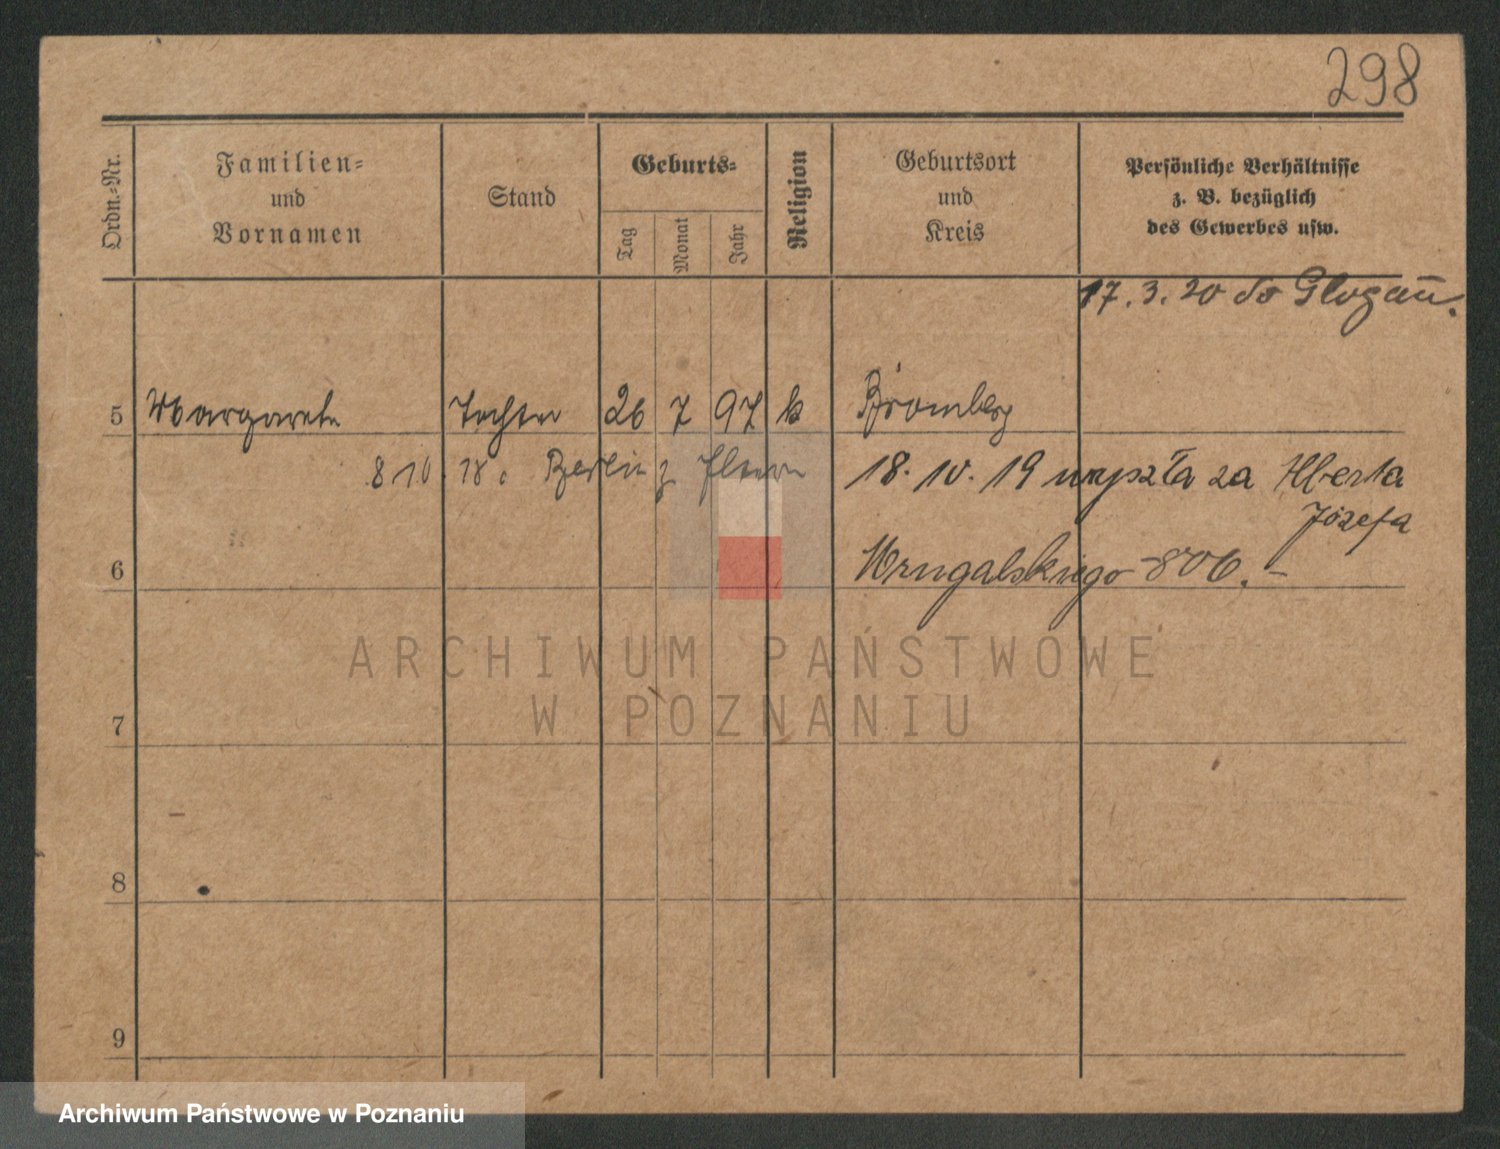 298
Ordn.-Nr.
Familien-
und
Vornamen
Stand
Geburts-
Tag
Monat
Jahr
Religion
Geburtsort
und
Kreis
Persönliche Verhältnisse
z. B. bezüglich
des Gewerbes usw.
17. 3. 20 do Glogau.
5 Margarete Tochter 26 7 97 k Bromberg
8 10. 18 Berlin z Eltern
18. 10. 19 wyszła za Alberta
Józefa
6
806. -
ARCHIWUM PAŃSTWOWE
W POZNANIU
7
8
9
Archiwum Państwowe w Poznaniu